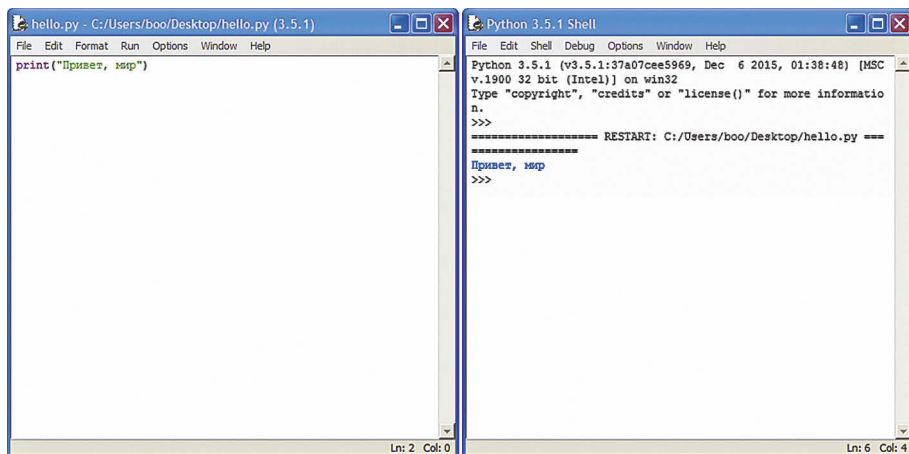 hello.py - C:/Users/boo/Desktop/hello.py (3.5.1)
File Edit Format Run Options Window Help
print("Привет, мир")
Ln: 2 Col: 0
Python 3.5.1 Shell
File Edit Shell Debug Options Window Help
Python 3.5.1 (v3.5.1:37a07cee5969, Dec  6 2015, 01:38:48) [MSC
v.1900 32 bit (Intel)] on win32
Type "copyright", "credits" or "license()" for more informatio
n.
>>>
=================== RESTART: C:/Users/boo/Desktop/hello.py ===
================
Привет, мир
>>>
Ln: 6 Col: 4